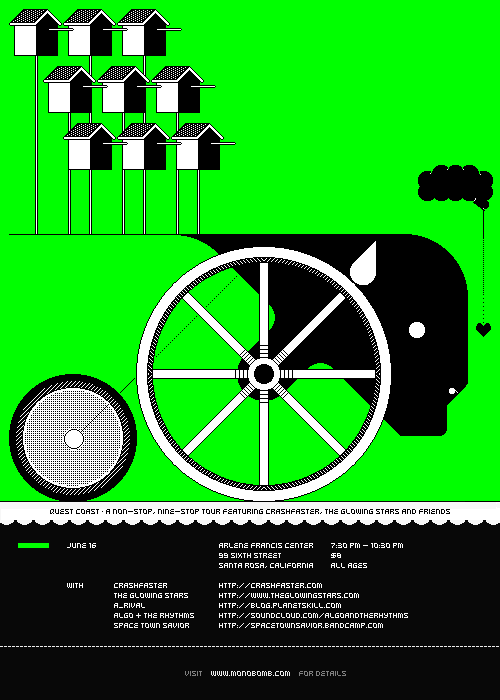 QUEST COAST · A NON-STOP, NINE-STOP TOUR FEATURING CRASHFASTER, THE GLOWING STARS AND FRIENDS
JUNE 16
ARLENE FRANCIS CENTER
99 SIXTH STREET
SANTA ROSA, CALIFORNIA
7:30 PM – 10:30 PM
$8
ALL AGES
WITH
CRASHFASTER HTTP://CRASHFASTER.COM
THE GLOWING STARS HTTP://WWW.THEGLOWINGSTARS.COM
A_RIVAL HTTP://BLOG.PLANETSKILL.COM
ALGO + THE RHYTHMS HTTP://SOUNDCLOUD.COM/ALGOANDTHERHYTHMS
SPACE TOWN SAVIOR HTTP://SPACETOWNSAVIOR.BANDCAMP.COM
VISIT WWW.MONOBOMB.COM FOR DETAILS